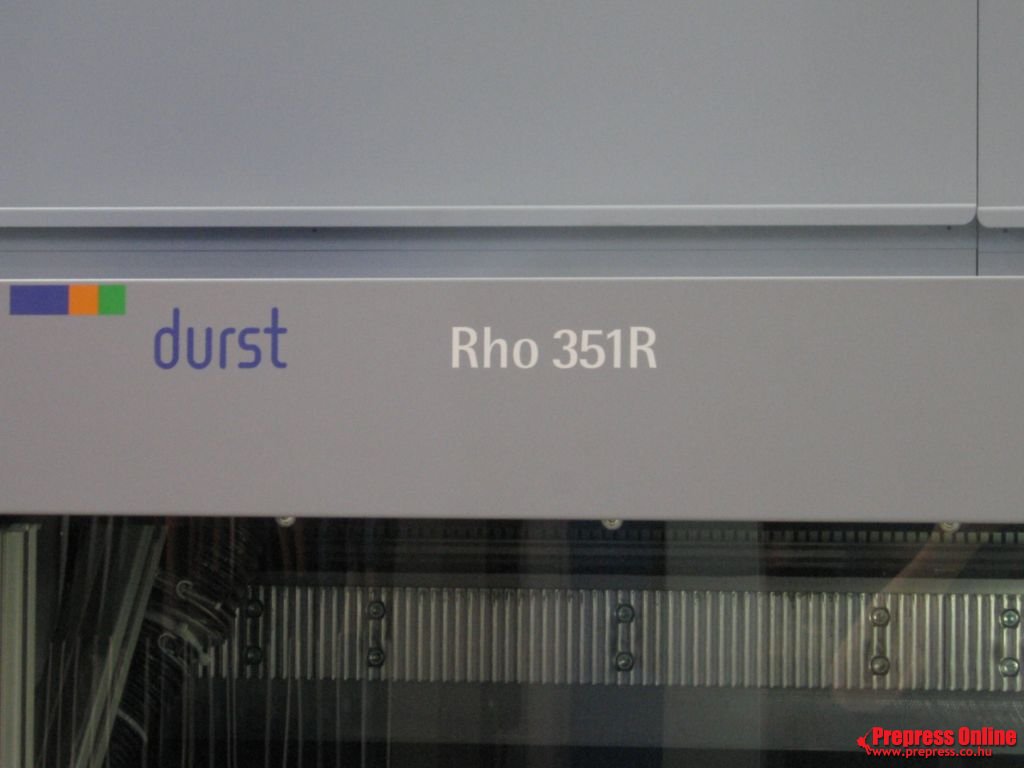 durst Rho 351R
Prepress Online
www.prepress.co.hu